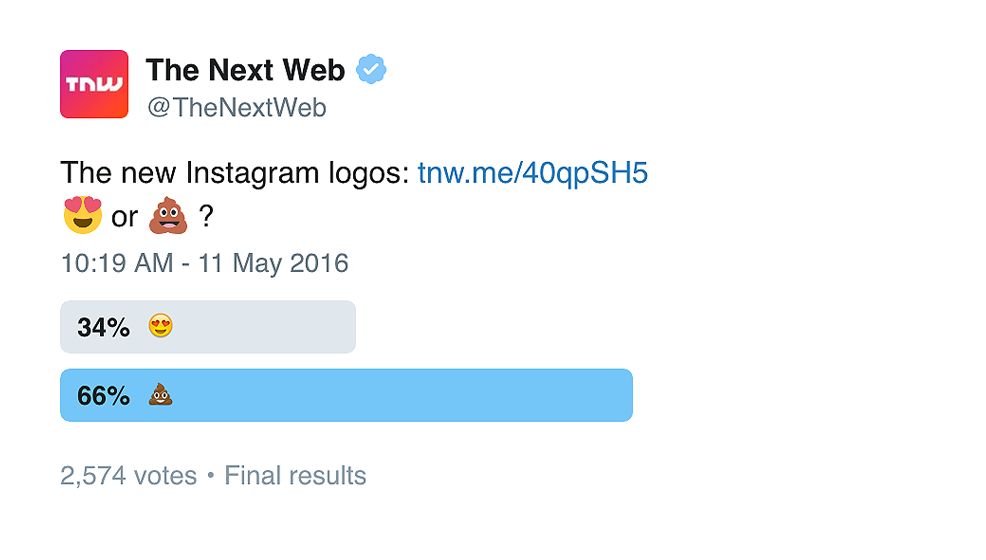 TNW
The Next Web
@TheNextWeb
The new Instagram logos: tnw.me/40qpSH5
😍 or 💩 ?
10:19 AM - 11 May 2016
34% 😍
66% 💩
2,574 votes • Final results